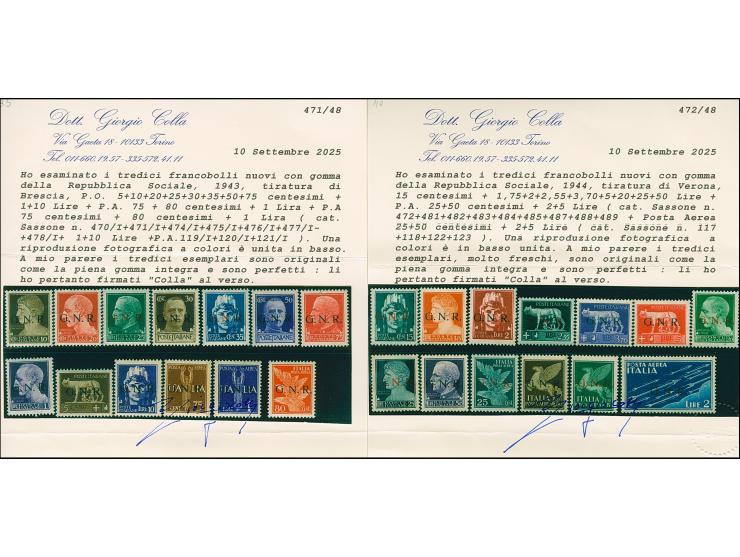 471/48
Dott. Giorgio Colla
Via Gaeta 18 - 10133 Torino
Tel. 011-660.19.57 - 335-572.41.11
10 Settembre 2025
Ho esaminato i tredici francobolli nuovi con gomma
della Repubblica Sociale, 1943, tiratura di
Brescia, P.O. 5+10+20+25+30+35+50+75 centesimi +
1+10 Lire + P.A. 75 + 80 centesimi + 1 Lira + P.A
75 centesimi + 80 centesimi + 1 Lira ( cat.
Sassone n. 470/I+471/I+474/I+475/I+476/I+477/I-
+478/I+ 1+10 Lire +P.A.119/I+120/I+121/I ). Una
riproduzione fotografica a colori è unita in basso.
A mio parere i tredici esemplari sono originali
come la piena gomma integra e sono perfetti : li
ho pertanto firmati "Colla" al verso.
G.N.R.
472/48
Dott. Giorgio Colla
Via Gaeta 18 - 10133 Torino
Tel. 011-660.19.57 - 335-572.41.11
10 Settembre 2025
Ho esaminato i tredici francobolli nuovi con gomma
della Repubblica Sociale, 1944, tiratura di Verona,
15 centesimi + 1,75+2+2,55+3,70+5+20+25+50 Lire +
P.A. 25+50 centesimi + 2+5 Lire ( cat. Sassone n.
472+481+482+483+484+485+487+488+489 + Posta Aerea
25+50 centesimi + 2+5 Lire ( cat. Sassone n. 117
+118+122+123 ). Una riproduzione fotografica a
colori è in basso unita. A mio parere i tredici
esemplari, molto freschi, sono originali come la
piena gomma integra e sono perfetti : li ho
pertanto firmati "Colla" al verso.
POSTA AEREA
ITALIA
LIRE 2